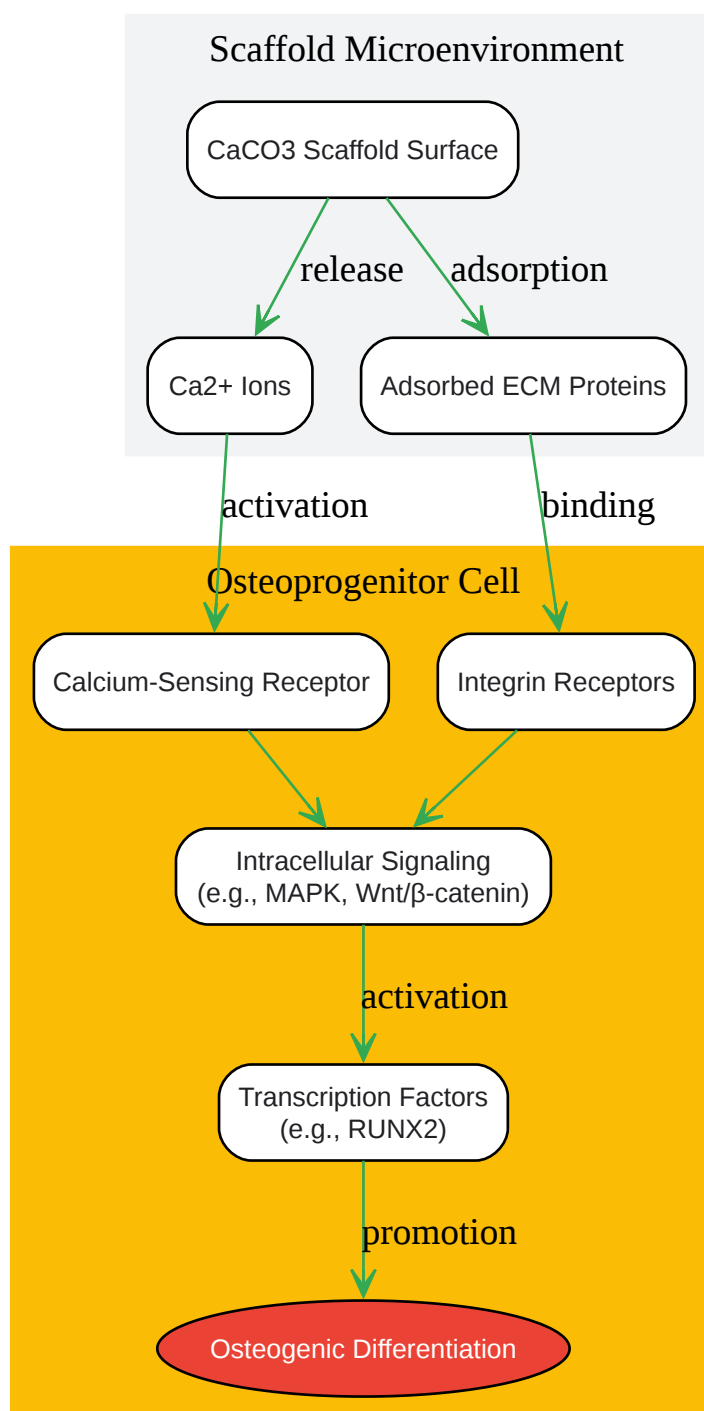 Scaffold Microenvironment
CaCO3 Scaffold Surface
release
adsorption
Ca2+ Ions
Adsorbed ECM Proteins
activation
binding
Osteoprogenitor Cell
Calcium-Sensing Receptor
Integrin Receptors
Intracellular Signaling
(e.g., MAPK, Wnt/β-catenin)
activation
Transcription Factors
(e.g., RUNX2)
promotion
Osteogenic Differentiation